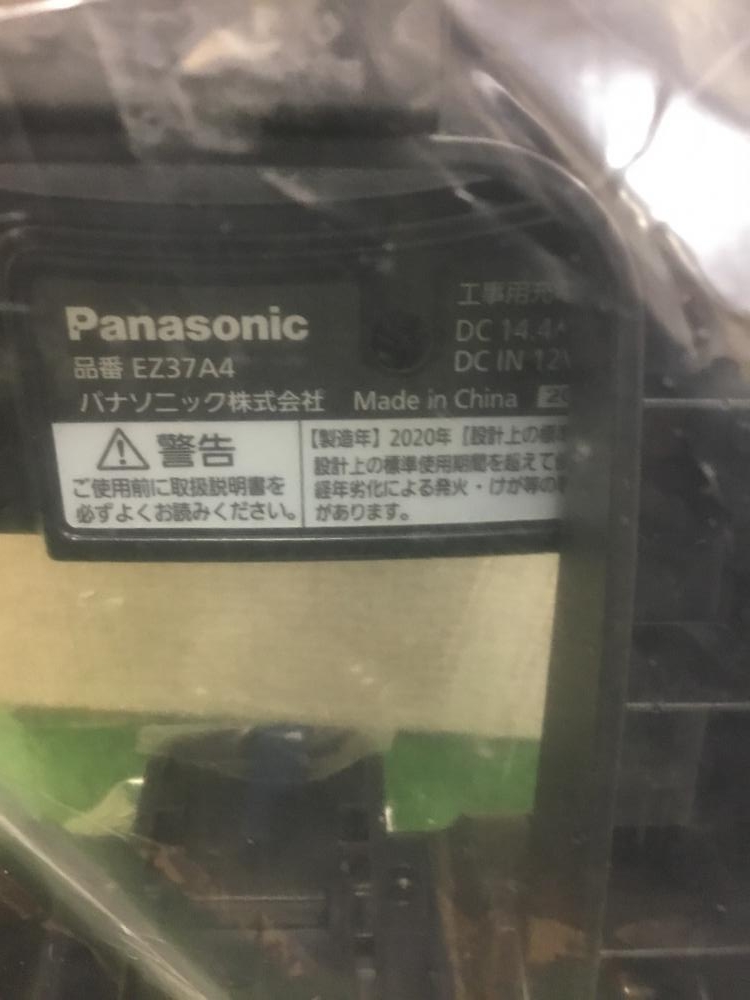 Panasonic
品番 EZ37A4
パナソニック株式会社 Made in China
工事用充
DC 14.4
DC IN 12V
警告
ご使用前に取扱説明書を
必ずよくお読みください。
【製造年】2020年【設計上の標
設計上の標準使用期間を超えて
経年劣化による発火・けが等の
があります。